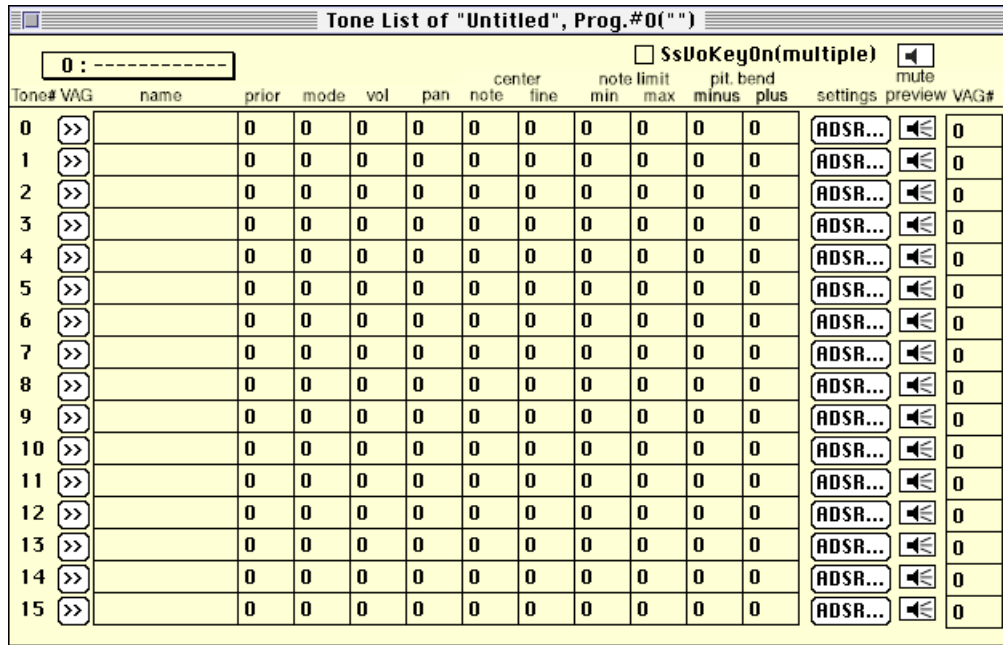 Tone List of "Untitled", Prog.#0("")
0 : ------------
SsUoKeyOn(multiple)
center note limit pit. bend mute
Tone# VAG name prior mode vol pan note fine min max minus plus settings preview VAG#
0 >> 0 0 0 0 0 0 0 0 0 0 ADSR... 0
1 >> 0 0 0 0 0 0 0 0 0 0 ADSR... 0
2 >> 0 0 0 0 0 0 0 0 0 0 ADSR... 0
3 >> 0 0 0 0 0 0 0 0 0 0 ADSR... 0
4 >> 0 0 0 0 0 0 0 0 0 0 ADSR... 0
5 >> 0 0 0 0 0 0 0 0 0 0 ADSR... 0
6 >> 0 0 0 0 0 0 0 0 0 0 ADSR... 0
7 >> 0 0 0 0 0 0 0 0 0 0 ADSR... 0
8 >> 0 0 0 0 0 0 0 0 0 0 ADSR... 0
9 >> 0 0 0 0 0 0 0 0 0 0 ADSR... 0
10 >> 0 0 0 0 0 0 0 0 0 0 ADSR... 0
11 >> 0 0 0 0 0 0 0 0 0 0 ADSR... 0
12 >> 0 0 0 0 0 0 0 0 0 0 ADSR... 0
13 >> 0 0 0 0 0 0 0 0 0 0 ADSR... 0
14 >> 0 0 0 0 0 0 0 0 0 0 ADSR... 0
15 >> 0 0 0 0 0 0 0 0 0 0 ADSR... 0